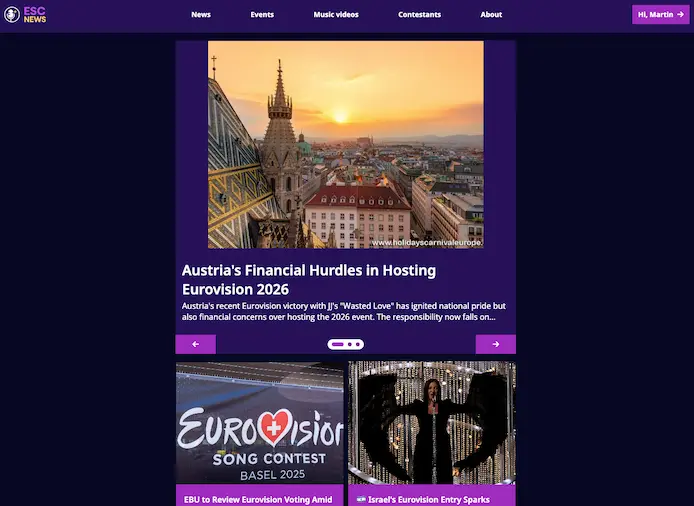 ESC
NEWS
News
Events
Music videos
Contestants
About
Hi, Martin
www.holidayscarnivaleurope.
Austria's Financial Hurdles in Hosting
Eurovision 2026
Austria's recent Eurovision victory with JJ's "Wasted Love" has ignited national pride but
also financial concerns over hosting the 2026 event. The responsibility now falls on...
EUROVISION
SONG CONTEST
BASEL 2025
EBU to Review Eurovision Voting Amid
Israel's Eurovision Entry Sparks